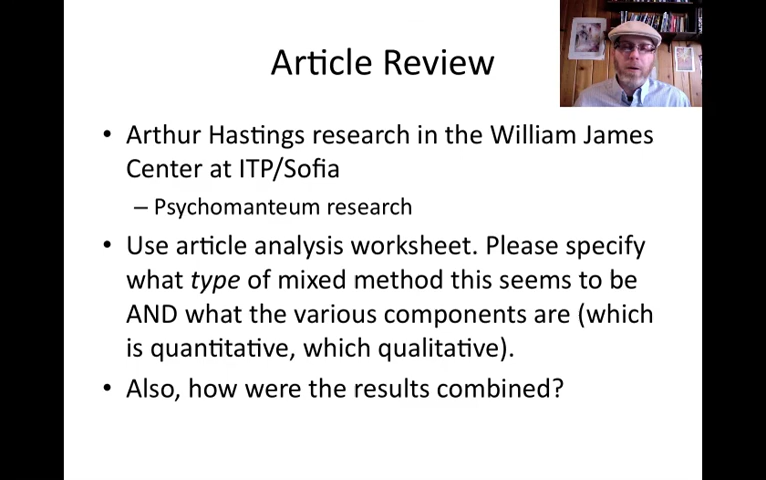 Article Review
• Arthur Hastings research in the William James
Center at ITP/Sofia
– Psychomanteum research
• Use article analysis worksheet. Please specify
what type of mixed method this seems to be
AND what the various components are (which
is quantitative, which qualitative).
• Also, how were the results combined?